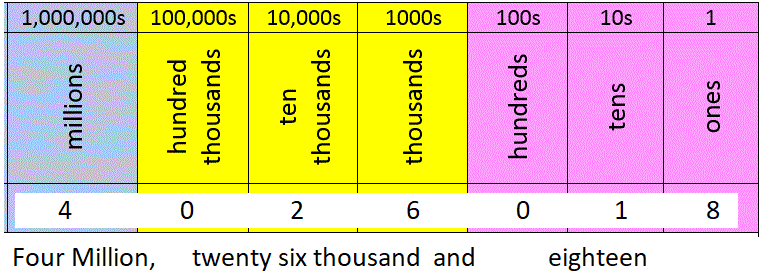 1,000,000s 100,000s 10,000s 1000s 100s 10s 1
millions hundred thousands ten thousands thousands hundreds tens ones
4 0 2 6 0 1 8
Four Million, twenty six thousand and eighteen